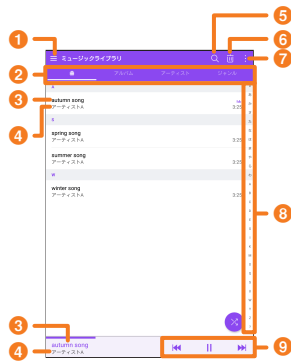 5
1
6
≡ ミュージックライブラリ
7
2
曲 アルバム アーティスト ジャンル
A
3
autumn song
3:25
4
アーティストA
S
spring song
アーティストA 3:25
summer song
アーティストA 3:25
W
winter song
アーティストA 3:25
8
3
autumn song
4
アーティストA
9